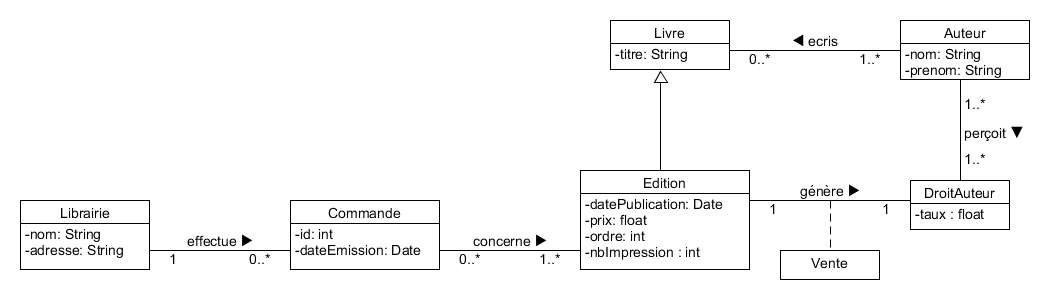 Livre
-titre: String
◀ ecris
0..*
1..*
Auteur
-nom: String
-prenom: String
1..*
perçoit ▼
1..*
Librairie
-nom: String
-adresse: String
effectue ▶
1
0..*
Commande
-id: int
-dateEmission: Date
concerne ▶
0..*
1..*
Edition
-datePublication: Date
-prix: float
-ordre: int
-nbImpression : int
génère ▶
1
1
DroitAuteur
-taux : float
Vente